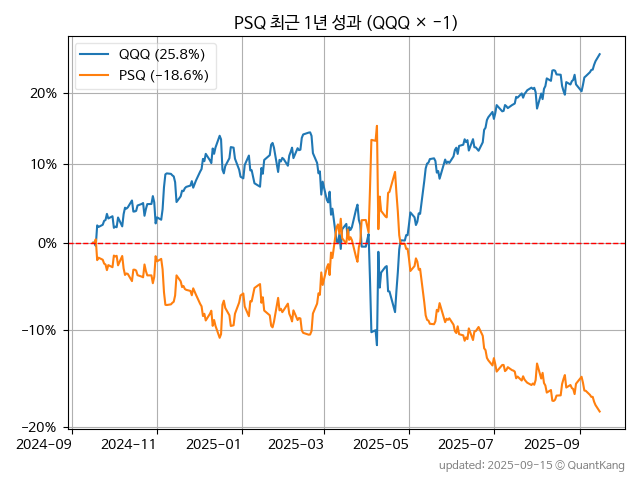 PSQ 최근 1년 성과 (QQQ × −1)
QQQ (25.8%)
PSQ (−18.6%)
20%
10%
0%
−10%
−20%
2024-09 2024-11 2025-01 2025-03 2025-05 2025-07 2025-09
updated: 2025-09-15 © QuantKang